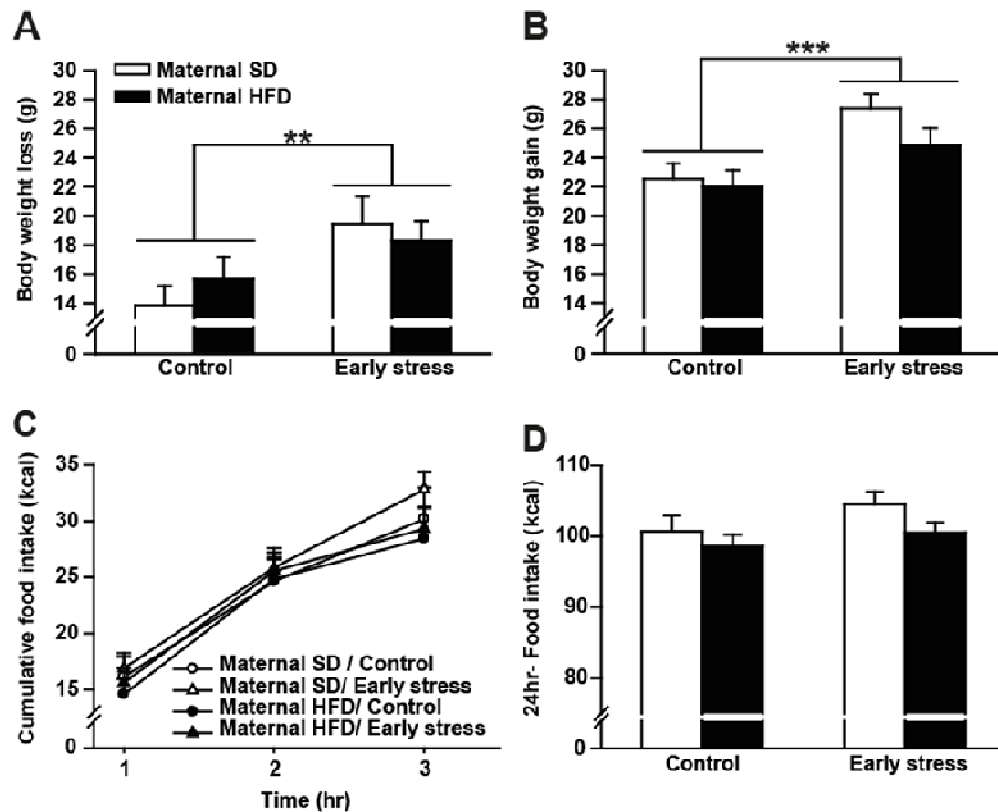 A
Body weight loss (g)
30
28
26
24
22
20
18
16
14
0
Maternal SD
Maternal HFD
**
Control Early stress
B
Body weight gain (g)
30
28
26
24
22
20
18
16
14
0
***
Control Early stress
C
Cumulative food intake (kcal)
35
30
25
20
15
0
Maternal SD / Control
Maternal SD/ Early stress
Maternal HFD/ Control
Maternal HFD/ Early stress
1 2 3
Time (hr)
D
24hr- Food intake (kcal)
110
100
90
80
0
Control Early stress